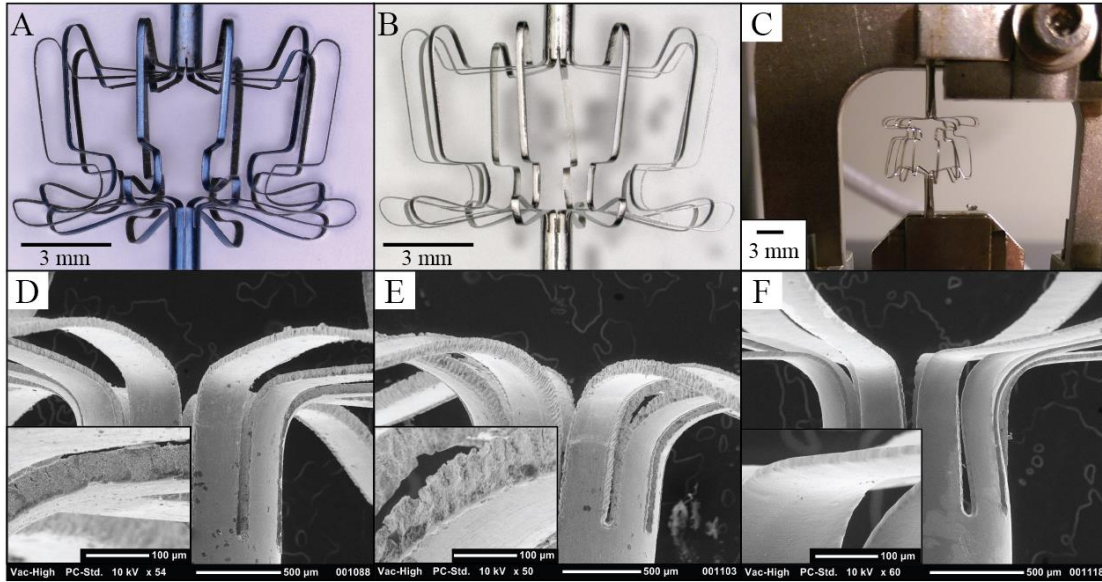 A
B
C
3 mm
3 mm
3 mm
D
E
F
100 µm
100 µm
100 µm
Vac-High PC-Std. 10 kV x 54 500 µm 001088
Vac-High PC-Std. 10 kV x 50 500 µm 001103
Vac-High PC-Std. 10 kV x 60 500 µm 001118